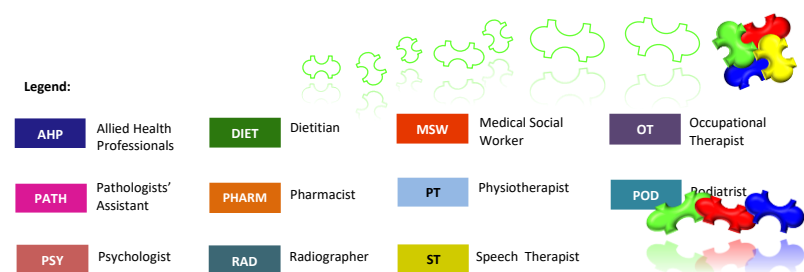 Legend:
AHP Allied Health Professionals
DIET Dietitian
MSW Medical Social Worker
OT Occupational Therapist
PATH Pathologists' Assistant
PHARM Pharmacist
PT Physiotherapist
POD Podiatrist
PSY Psychologist
RAD Radiographer
ST Speech Therapist